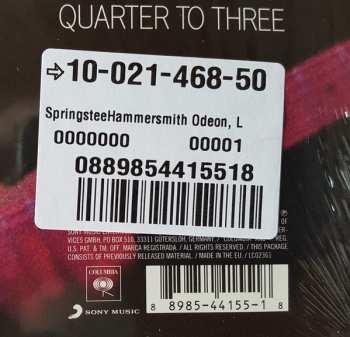 QUARTER TO THREE
⇨10-021-468-50
SpringsteeHammersmith Odeon, L
0000000 00001
0889854415518
VICES GMBH, PO BOX 510, 33311 GÜTERSLOH, GERMANY. / "COLUMBIA" REG.
U.S. PAT. & TM. OFF. MARCA REGISTRADA. / ALL RIGHTS RESERVED. / THIS PACKAGE
CONSISTS OF PREVIOUSLY RELEASED MATERIAL. / MADE IN THE EU. / LC02361
COLUMBIA
SONY MUSIC
8 8985-44155-1 8